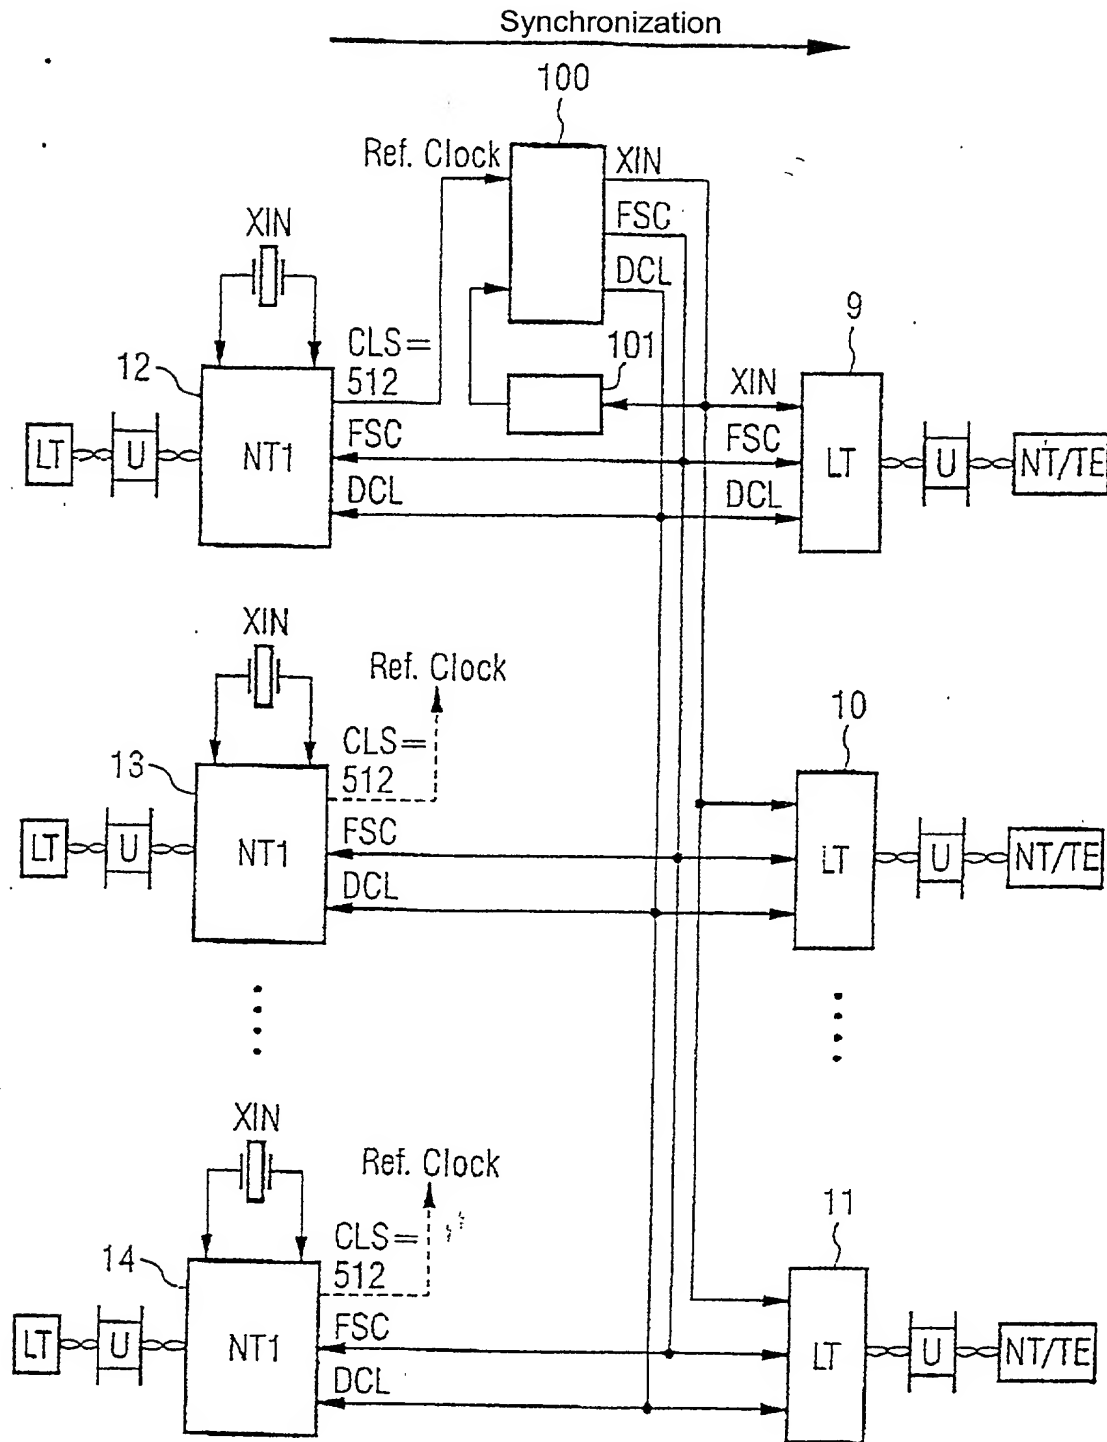 Synchronization
100
Ref. Clock
XIN
FSC
DCL
XIN
12
CLS=
512
101
9
XIN
LT
U
NT1
FSC
FSC
LT
U
NT/TE
DCL
DCL
XIN
Ref. Clock
13
CLS=
512
10
LT
U
NT1
FSC
LT
U
NT/TE
DCL
XIN
Ref. Clock
14
CLS=
512
11
LT
U
NT1
FSC
LT
U
NT/TE
DCL